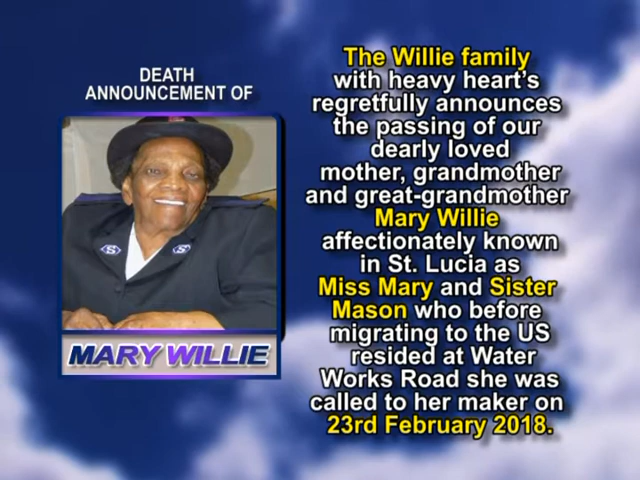 DEATH
ANNOUNCEMENT OF
S S
MARY WILLIE
The Willie family
with heavy heart's
regretfully announces
the passing of our
dearly loved
mother, grandmother
and great-grandmother
Mary Willie
affectionately known
in St. Lucia as
Miss Mary and Sister
Mason who before
migrating to the US
resided at Water
Works Road she was
called to her maker on
23rd February 2018.